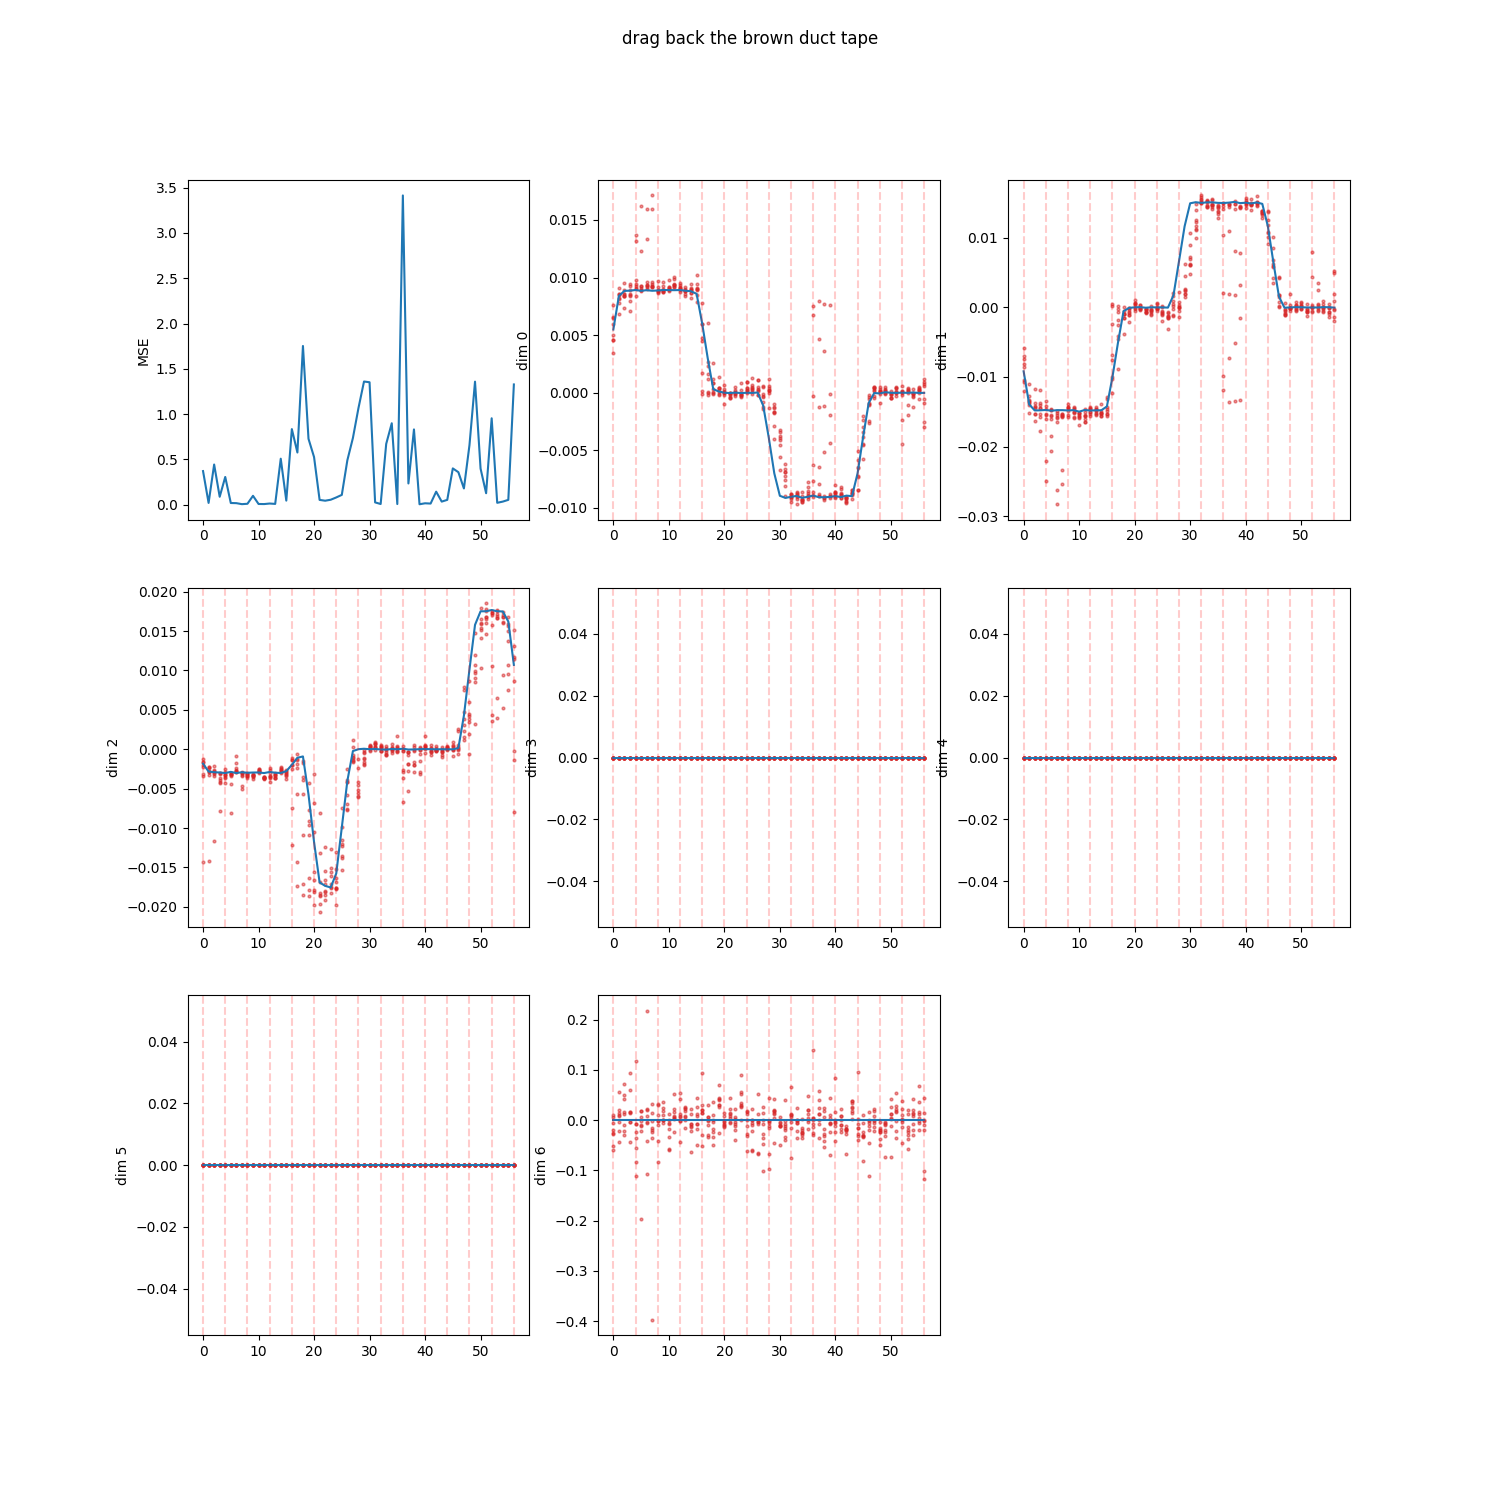 drag back the brown duct tape
MSE
3.5
3.0
2.5
2.0
1.5
1.0
0.5
0.0
0 10 20 30 40 50
dim 0
0.015
0.010
0.005
0.000
−0.005
−0.010
0 10 20 30 40 50
dim 1
0.01
0.00
−0.01
−0.02
−0.03
0 10 20 30 40 50
dim 2
0.020
0.015
0.010
0.005
0.000
−0.005
−0.010
−0.015
−0.020
0 10 20 30 40 50
dim 3
0.04
0.02
0.00
−0.02
−0.04
0 10 20 30 40 50
dim 4
0.04
0.02
0.00
−0.02
−0.04
0 10 20 30 40 50
dim 5
0.04
0.02
0.00
−0.02
−0.04
0 10 20 30 40 50
dim 6
0.2
0.1
0.0
−0.1
−0.2
−0.3
−0.4
0 10 20 30 40 50